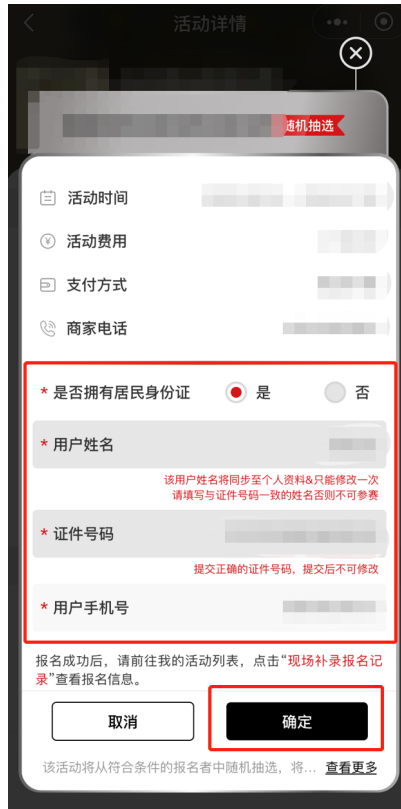 活动详情
随机抽选
活动时间
活动费用
支付方式
商家电话
* 是否拥有居民身份证 是 否
* 用户姓名
该用户姓名将同步至个人资料&只能修改一次
请填写与证件号码一致的姓名否则不可参赛
* 证件号码
提交正确的证件号码，提交后不可修改
* 用户手机号
报名成功后，请前往我的活动列表，点击“现场补录报名记
录”查看报名信息。
取消 确定
该活动将从符合条件的报名者中随机抽选，将... 查看更多